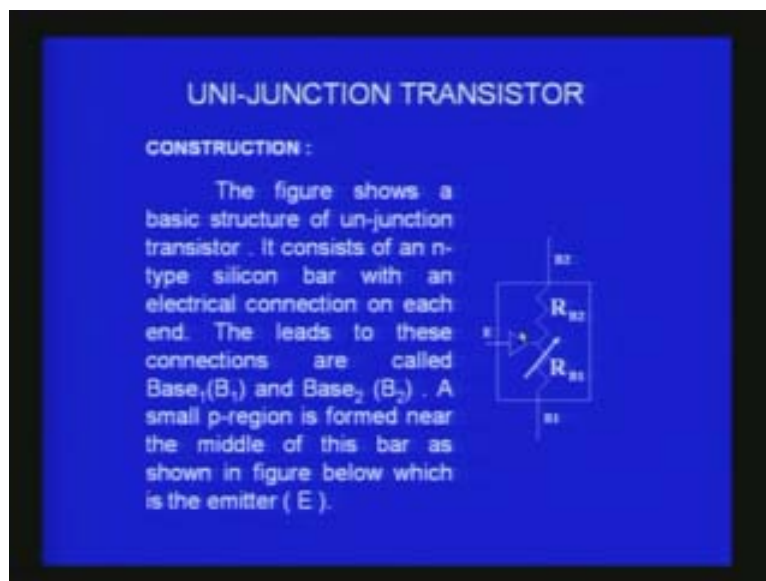 UNI-JUNCTION TRANSISTOR
CONSTRUCTION :
The figure shows a
basic structure of un-junction
transistor . It consists of an n-
type silicon bar with an
electrical connection on each
end. The leads to these
connections are called
Base₁(B₁) and Base₂ (B₂) . A
small p-region is formed near
the middle of this bar as
shown in figure below which
is the emitter ( E ).
B2
R_B2
E
R_B1
B1